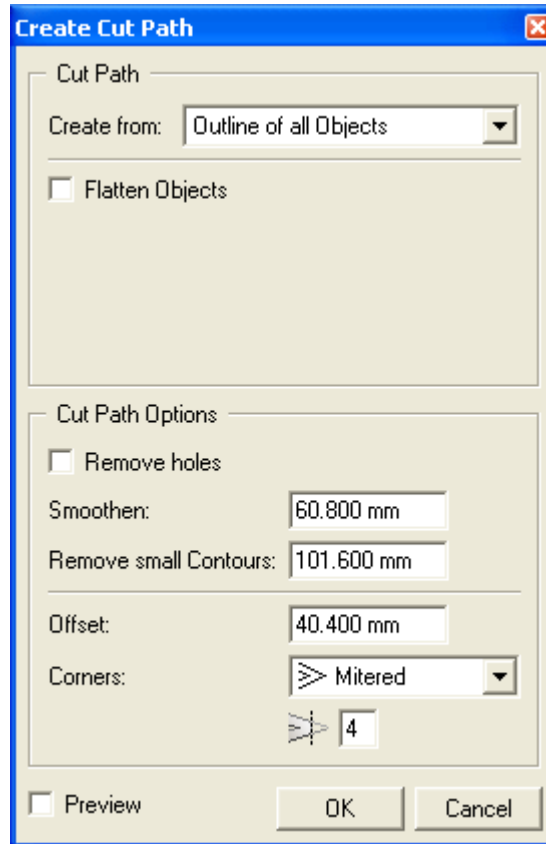 Create Cut Path
Cut Path
Create from: Outline of all Objects
Flatten Objects
Cut Path Options
Remove holes
Smoothen: 60.800 mm
Remove small Contours: 101.600 mm
Offset: 40.400 mm
Corners: Mitered
4
Preview OK Cancel